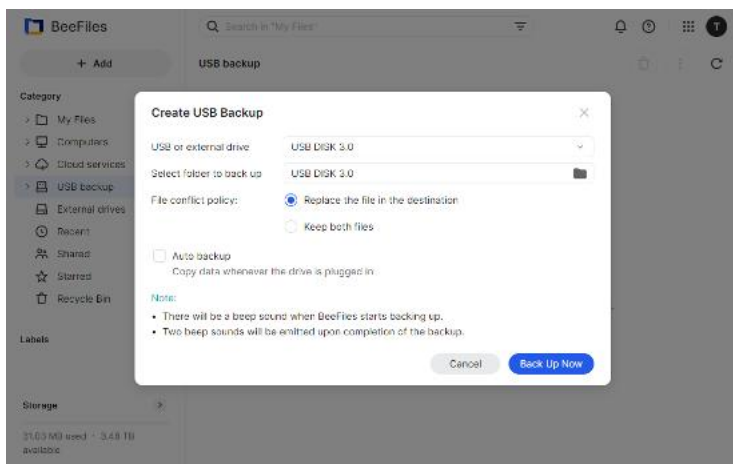 BeeFiles
Search in "My Files"
+ Add
USB backup
T
Category
My Files
Computers
Cloud services
USB backup
External drives
Recent
Shared
Starred
Recycle Bin
Labels
Storage
31.03 MB used - 3.48 TB
available
Create USB Backup
USB or external drive
USB DISK 3.0
Select folder to back up
USB DISK 3.0
File conflict policy:
Replace the file in the destination
Keep both files
Auto backup
Copy data whenever the drive is plugged in
Note:
• There will be a beep sound when BeeFiles starts backing up.
• Two beep sounds will be emitted upon completion of the backup.
Cancel
Back Up Now